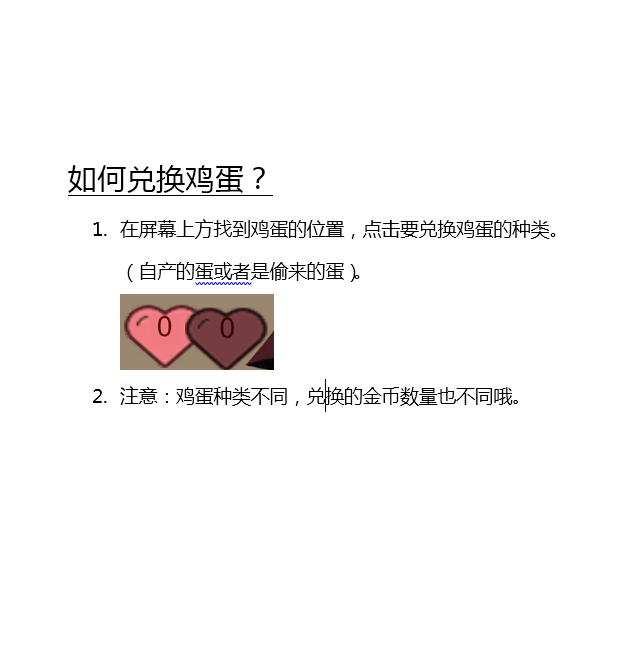 如何兑换鸡蛋？
1. 在屏幕上方找到鸡蛋的位置，点击要兑换鸡蛋的种类。
（自产的蛋或者是偷来的蛋）。
0 0
2. 注意：鸡蛋种类不同，兑换的金币数量也不同哦。